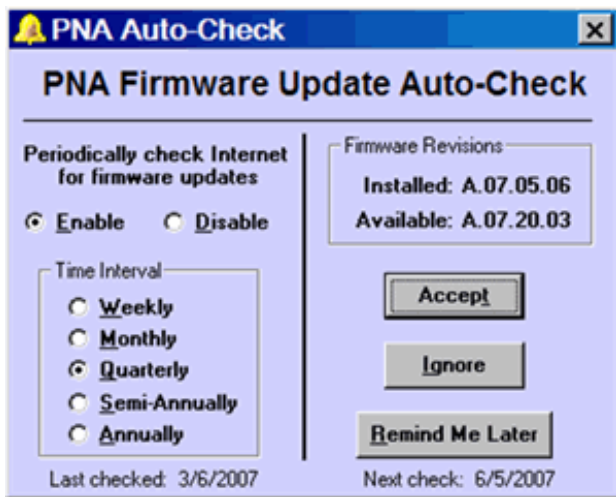 PNA Auto-Check
PNA Firmware Update Auto-Check
Periodically check Internet
for firmware updates
Enable Disable
Time Interval
Weekly
Monthly
Quarterly
Semi-Annually
Annually
Last checked: 3/6/2007
Firmware Revisions
Installed: A.07.05.06
Available: A.07.20.03
Accept
Ignore
Remind Me Later
Next check: 6/5/2007